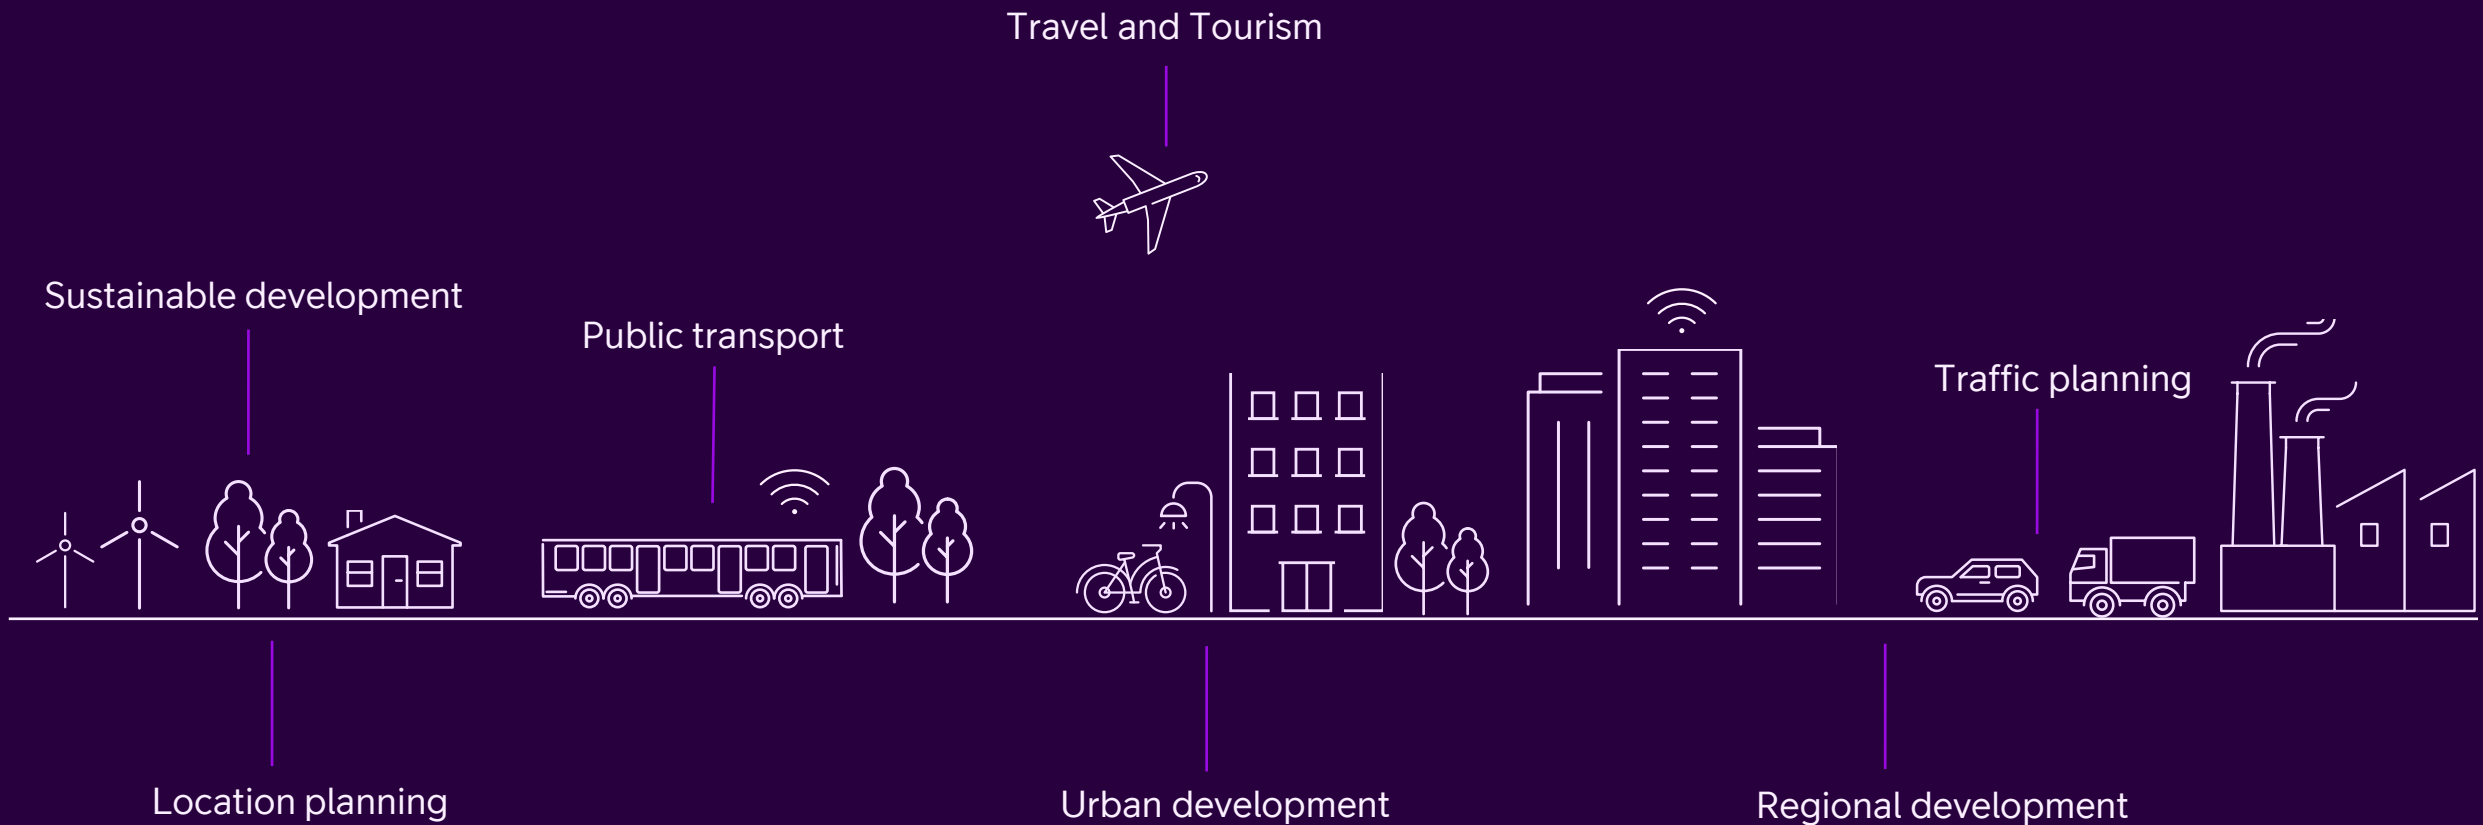 Travel and Tourism
Sustainable development
Public transport
Traffic planning
Location planning
Urban development
Regional development